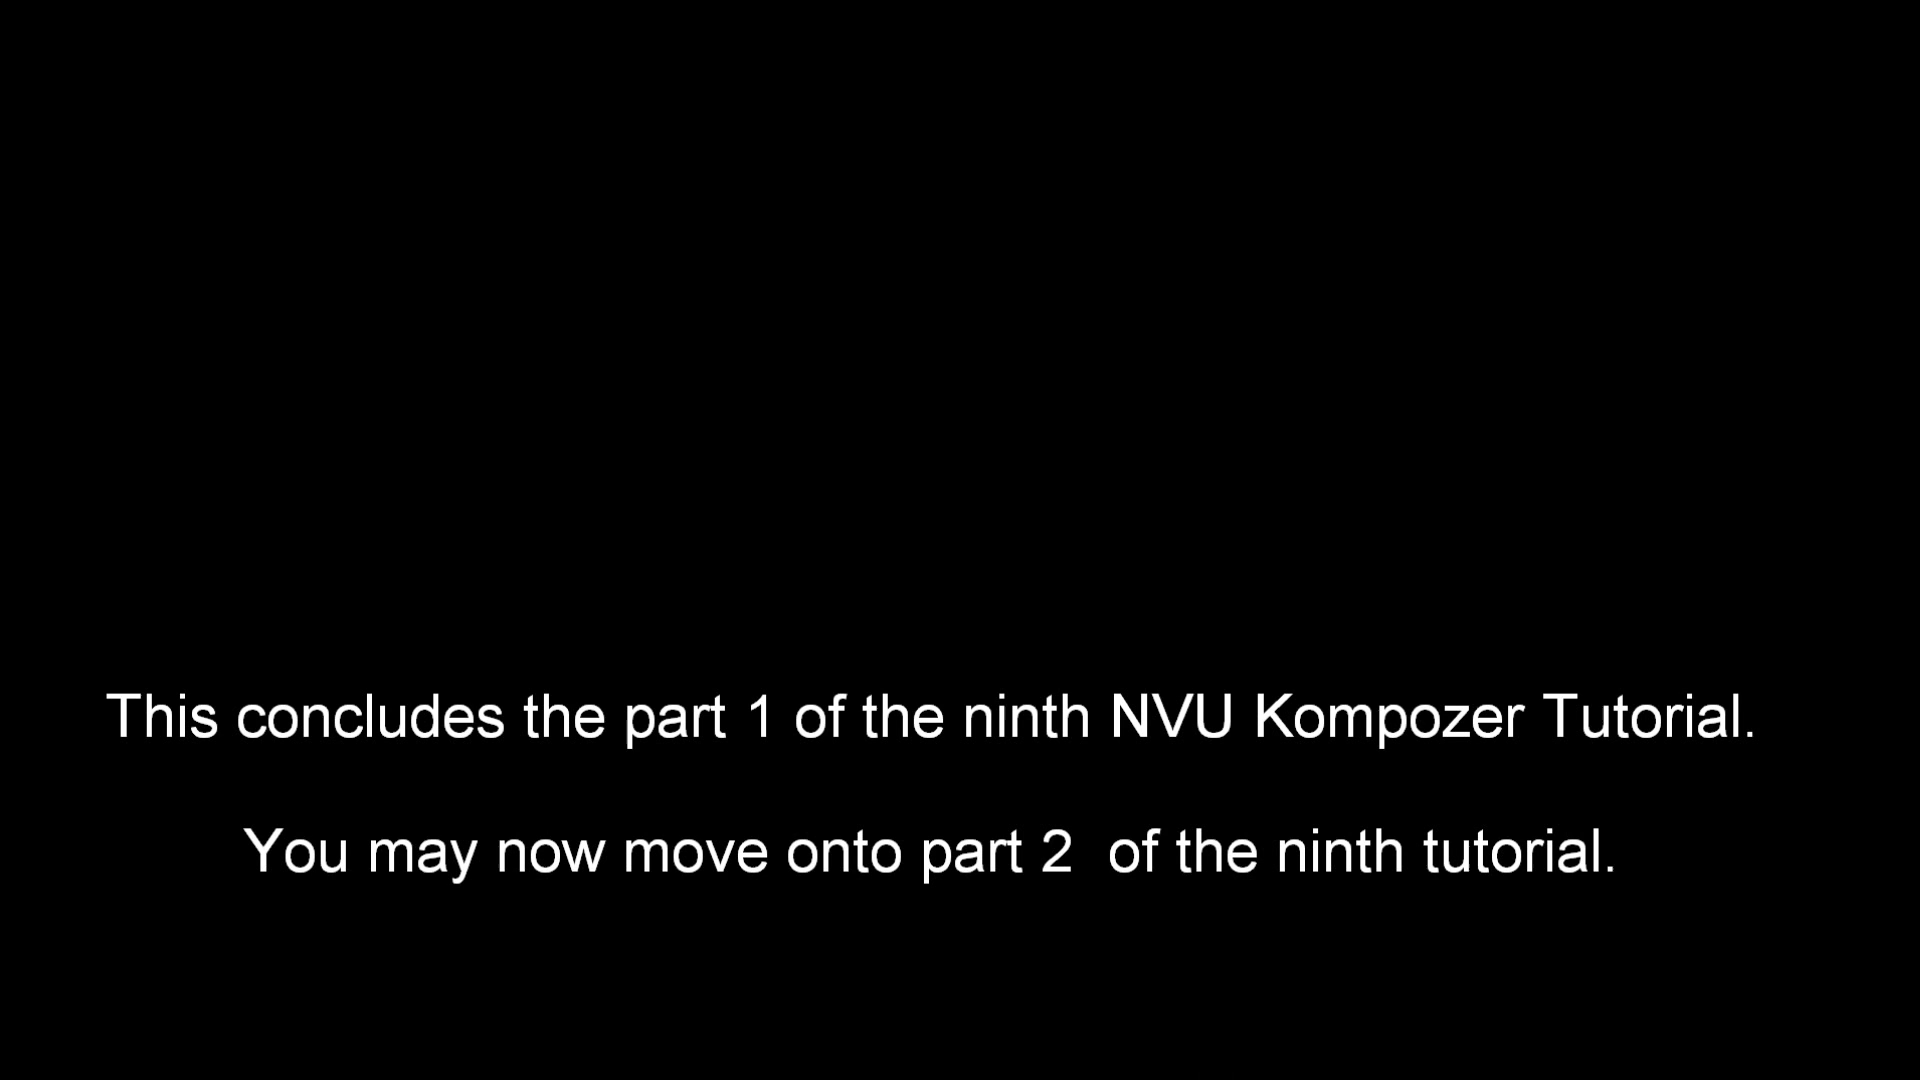 This concludes the part 1 of the ninth NVU Kompozer Tutorial.
You may now move onto part 2  of the ninth tutorial.